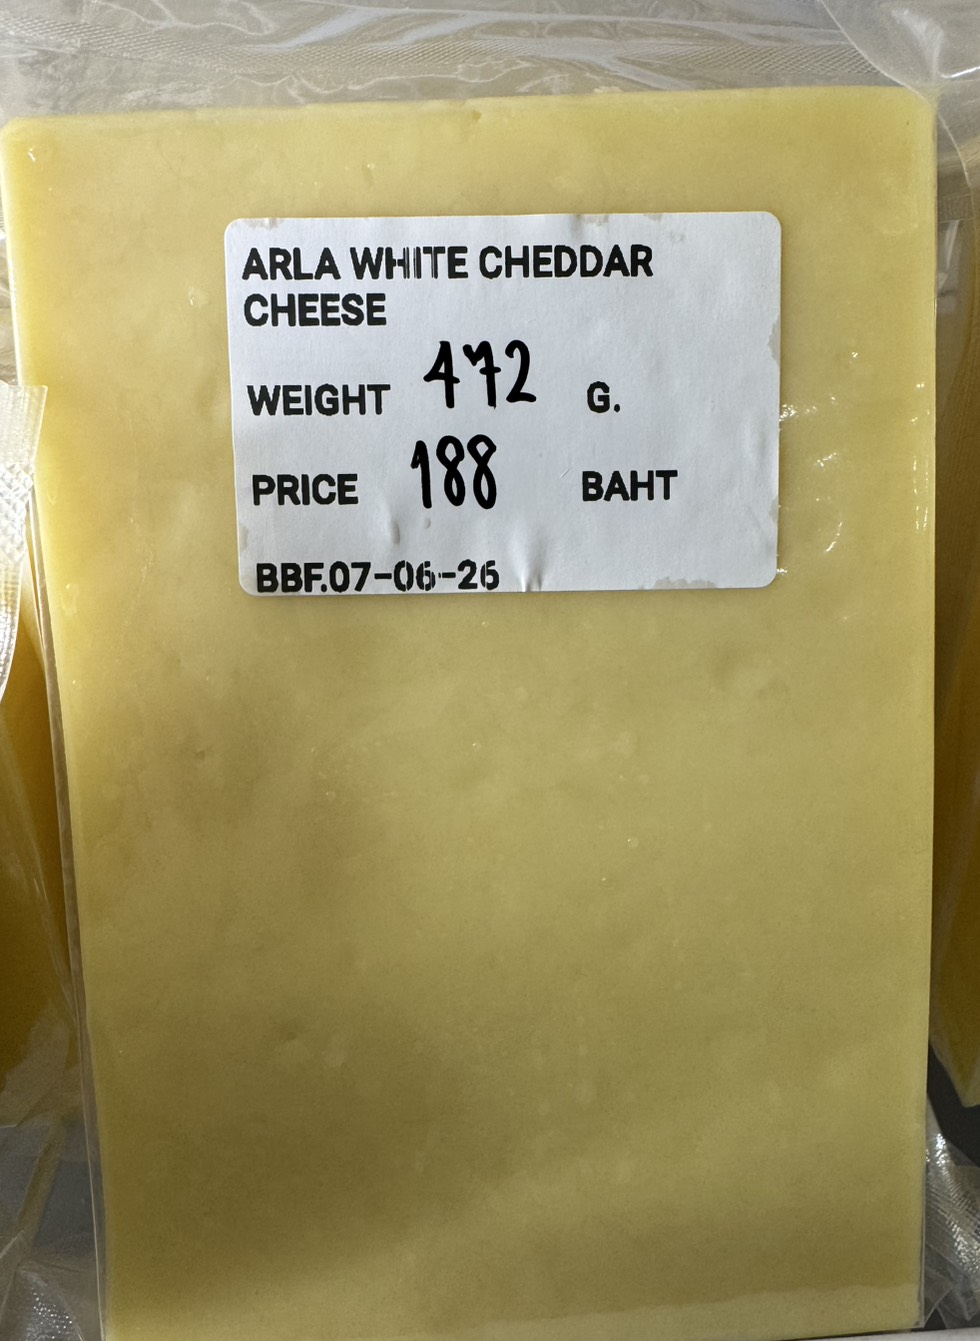 ARLA WHITE CHEDDAR
CHEESE
WEIGHT 472 G.
PRICE 188 BAHT
BBF.07-06-26